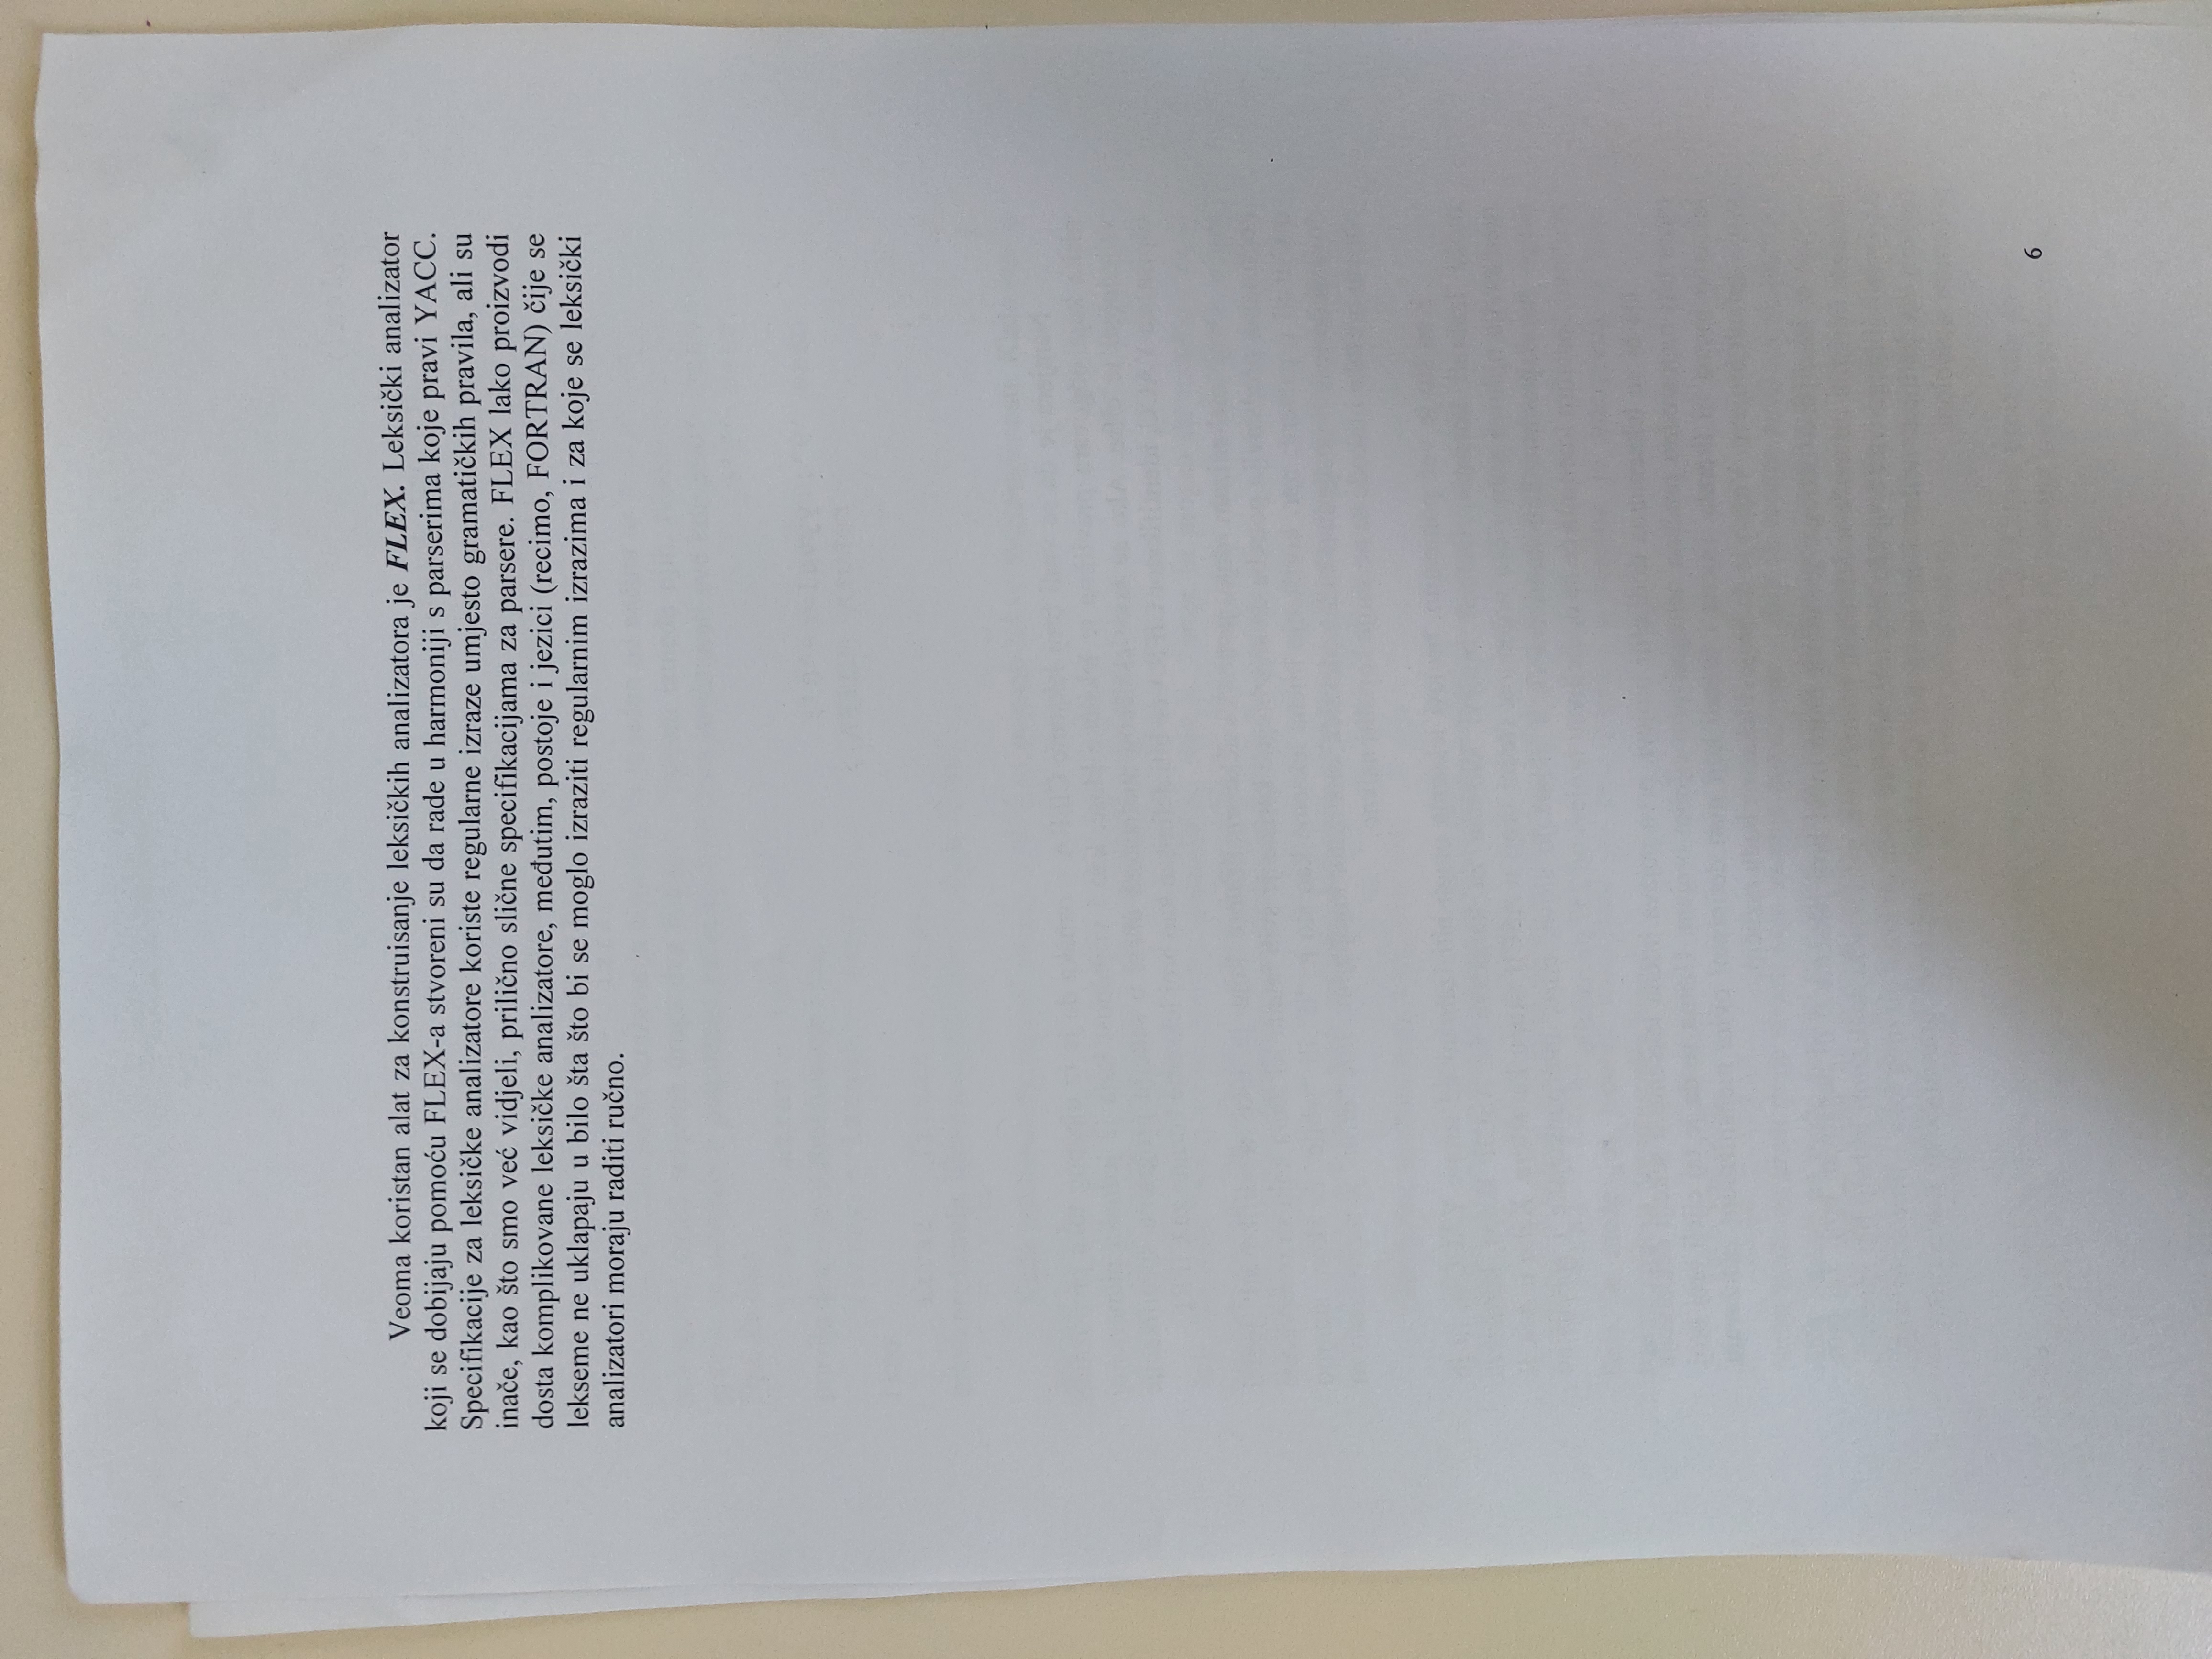 Veoma koristan alat za konstruisanje leksičkih analizatora je FLEX. Leksički analizator
koji se dobijaju pomoću FLEX-a stvoreni su da rade u harmoniji s parserima koje pravi YACC.
Specifikacije za leksičke analizatore koriste regularne izraze umjesto gramatičkih pravila, ali su
inače, kao što smo već vidjeli, prilično slične specifikacijama za parsere. FLEX lako proizvodi
dosta komplikovane leksičke analizatore, međutim, postoje i jezici (recimo, FORTRAN) čije se
lekseme ne uklapaju u bilo šta što bi se moglo izraziti regularnim izrazima i za koje se leksički
analizatori moraju raditi ručno.
6